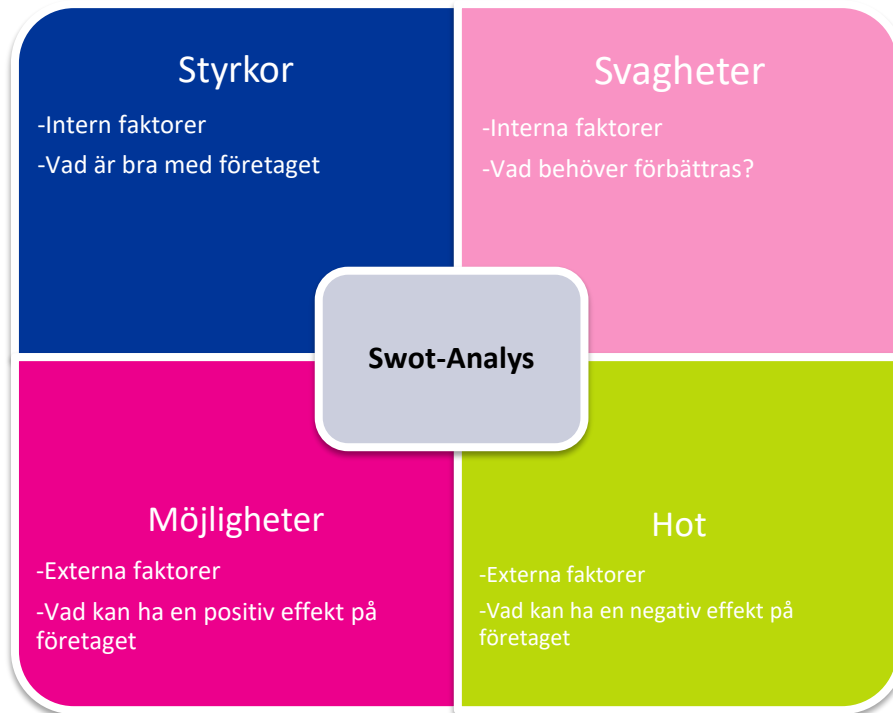 Styrkor
-Intern faktorer
-Vad är bra med företaget
Svagheter
-Interna faktorer
-Vad behöver förbättras?
Swot-Analys
Möjligheter
-Externa faktorer
-Vad kan ha en positiv effekt på
företaget
Hot
-Externa faktorer
-Vad kan ha en negativ effekt på
företaget